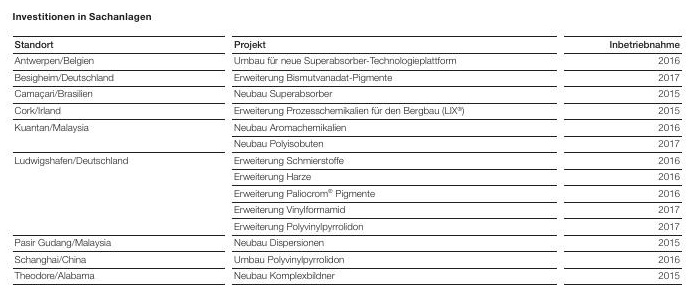 Investitionen in Sachanlagen
Standort Projekt Inbetriebnahme
Antwerpen/Belgien Umbau für neue Superabsorber-Technologieplattform 2016
Besigheim/Deutschland Erweiterung Bismutvanadat-Pigmente 2017
Camaçari/Brasilien Neubau Superabsorber 2015
Cork/Irland Erweiterung Prozesschemikalien für den Bergbau (LIX®) 2015
Kuantan/Malaysia Neubau Aromachemikalien 2016
Neubau Polyisobuten 2017
Ludwigshafen/Deutschland Erweiterung Schmierstoffe 2016
Erweiterung Harze 2016
Erweiterung Paliocrom® Pigmente 2016
Erweiterung Vinylformamid 2017
Erweiterung Polyvinylpyrrolidon 2017
Pasir Gudang/Malaysia Neubau Dispersionen 2015
Schanghai/China Umbau Polyvinylpyrrolidon 2016
Theodore/Alabama Neubau Komplexbildner 2015